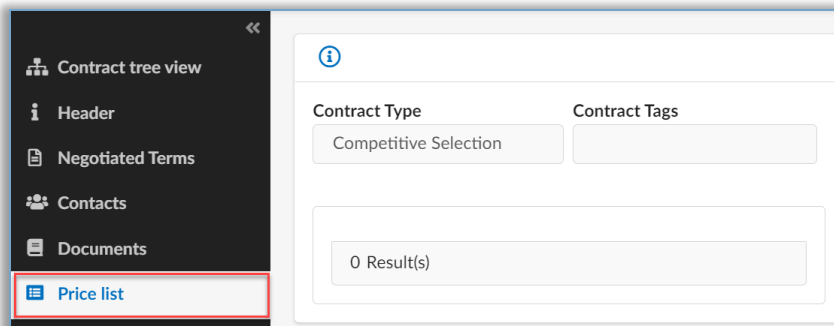 Contract tree view
Header
Negotiated Terms
Contacts
Documents
Price list
Contract Type
Contract Tags
Competitive Selection
0 Result(s)